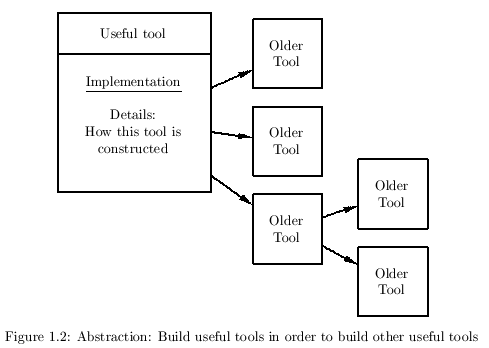 Useful tool
Implementation
Details:
How this tool is
constructed
Older
Tool
Older
Tool
Older
Tool
Older
Tool
Older
Tool
Figure 1.2: Abstraction: Build useful tools in order to build other useful tools